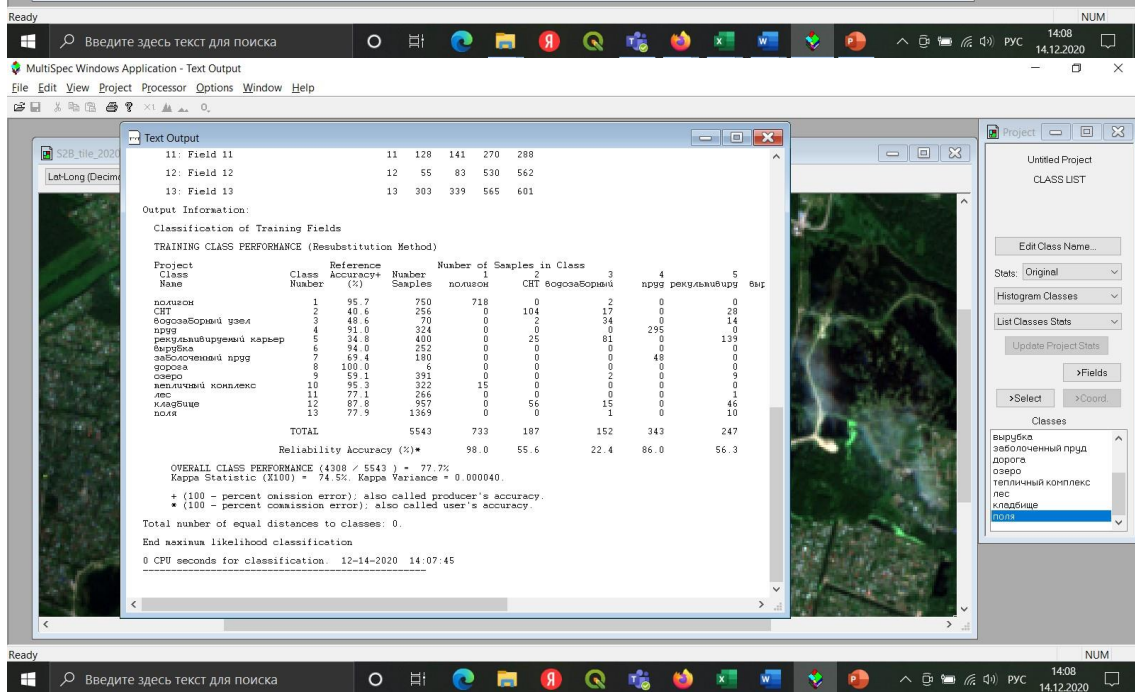 Ready NUM
Введите здесь текст для поиска РУС 14:08
14.12.2020
MultiSpec Windows Application - Text Output
File Edit View Project Processor Options Window Help
Text Output
Project
S2B_tile_2020
Lat-Long (Decim
11: Field 11 11 128 141 270 288
12: Field 12 12 55 83 530 562
13: Field 13 13 303 339 565 601
Output Information:
Classification of Training Fields
TRAINING CLASS PERFORMANCE (Resubstitution Method)
Project Reference Number of Samples in Class
Class Class Accuracy+ Number 1 2 3 4 5
Name Number (%) Samples полигон СНТ водозаборный пруд рекультивиру выр
полигон 1 95.7 750 718 0 2 0 0
СНТ 2 40.6 256 0 104 17 0 28
водозаборный узел 3 48.6 70 0 2 34 0 14
пруд 4 91.0 324 0 0 0 295 0
рекультивируемый карьер 5 34.8 400 0 25 81 0 139
вырубка 6 94.0 252 0 0 0 0 0
заболоченный пруд 7 69.4 180 0 0 0 48 0
дорога 8 100.0 6 0 0 0 0 0
озеро 9 59.1 391 0 0 2 0 9
тепличный комплекс 10 95.3 322 15 0 0 0 0
лес 11 77.1 266 0 0 0 0 1
кладбище 12 87.8 957 0 56 15 0 46
поля 13 77.9 1369 0 0 1 0 10
TOTAL 5543 733 187 152 343 247
Reliability Accuracy (%)* 98.0 55.6 22.4 86.0 56.3
OVERALL CLASS PERFORMANCE (4308 / 5543 ) = 77.7%
Kappa Statistic (X100) = 74.5%. Kappa Variance = 0.000040.
+ (100 - percent omission error); also called producer's accuracy.
* (100 - percent commission error); also called user's accuracy.
Total number of equal distances to classes: 0.
End maximum likelihood classification
0 CPU seconds for classification. 12-14-2020 14:07:45
Untitled Project
CLASS LIST
Edit Class Name...
Stats: Original
Histogram Classes
List Classes Stats
Update Project Stats
>Fields
>Select >Coord.
Classes
вырубка
заболоченный пруд
дорога
озеро
тепличный комплекс
лес
кладбище
поля
Ready NUM
Введите здесь текст для поиска РУС 14:08
14.12.2020